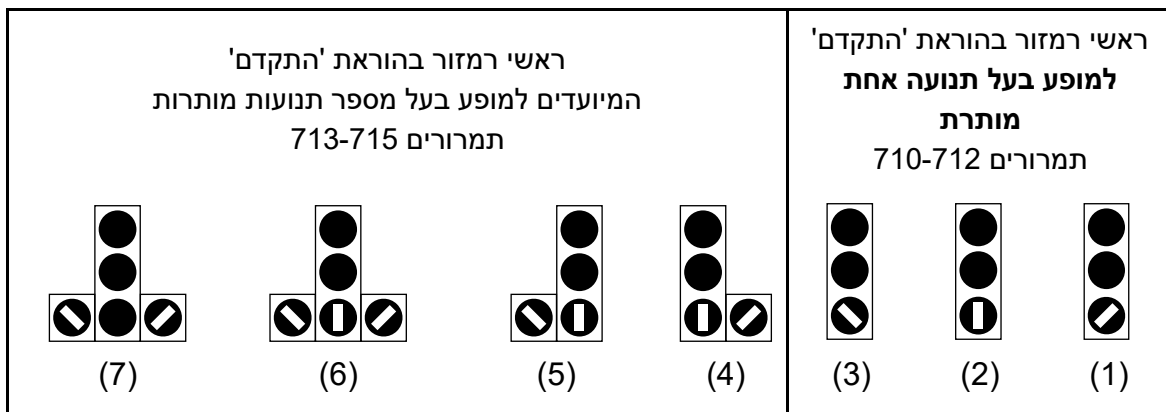 ראשי רמזור בהוראת 'התקדם'
למופע בעל תנועה אחת
מותרת
תמרורים 710-712
(1)
(2)
(3)
ראשי רמזור בהוראת 'התקדם'
המיועדים למופע בעל מספר תנועות מותרות
תמרורים 713-715
(4)
(5)
(6)
(7)